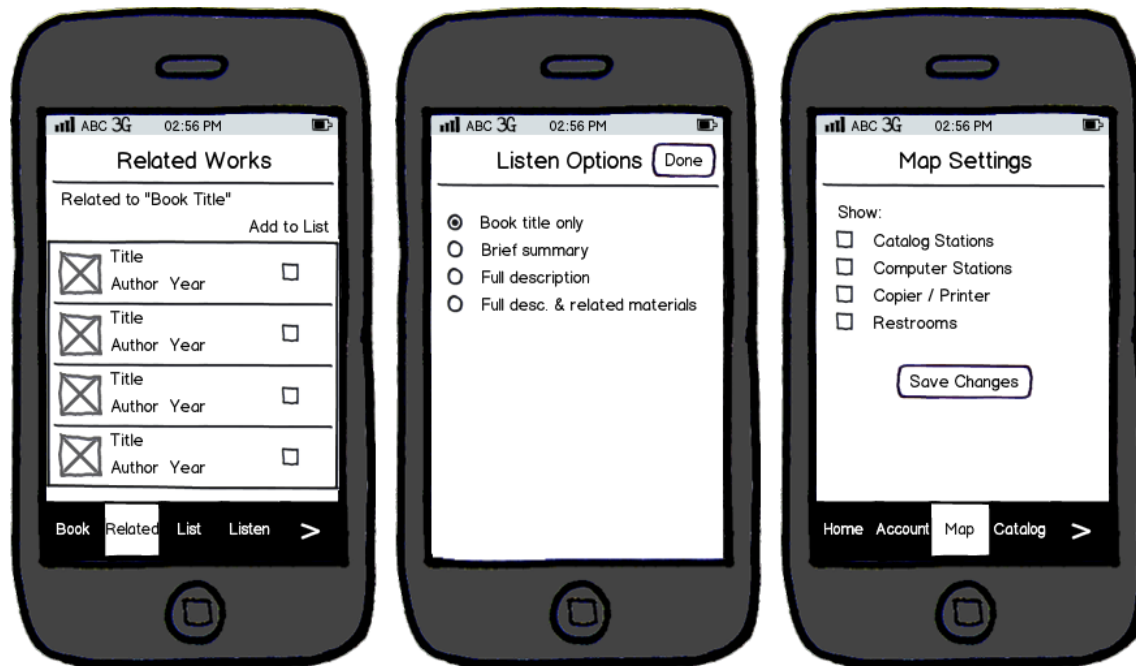 ABC 3G 02:56 PM
Related Works
Related to "Book Title"
Add to List
Title
Author Year
Title
Author Year
Title
Author Year
Title
Author Year
Book Related List Listen >
ABC 3G 02:56 PM
Listen Options Done
Book title only
Brief summary
Full description
Full desc. & related materials
ABC 3G 02:56 PM
Map Settings
Show:
Catalog Stations
Computer Stations
Copier / Printer
Restrooms
Save Changes
Home Account Map Catalog >